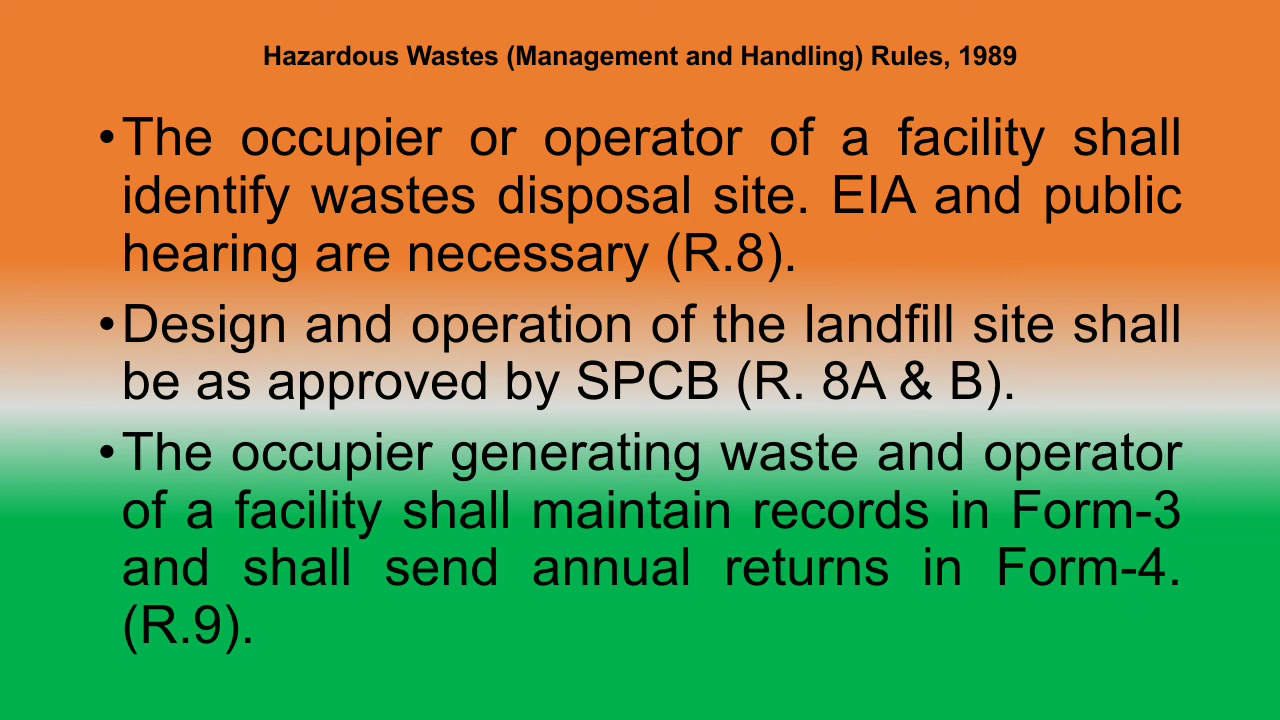 Hazardous Wastes (Management and Handling) Rules, 1989
•The occupier or operator of a facility shall
identify wastes disposal site. EIA and public
hearing are necessary (R.8).
•Design and operation of the landfill site shall
be as approved by SPCB (R. 8A & B).
•The occupier generating waste and operator
of a facility shall maintain records in Form-3
and shall send annual returns in Form-4.
(R.9).